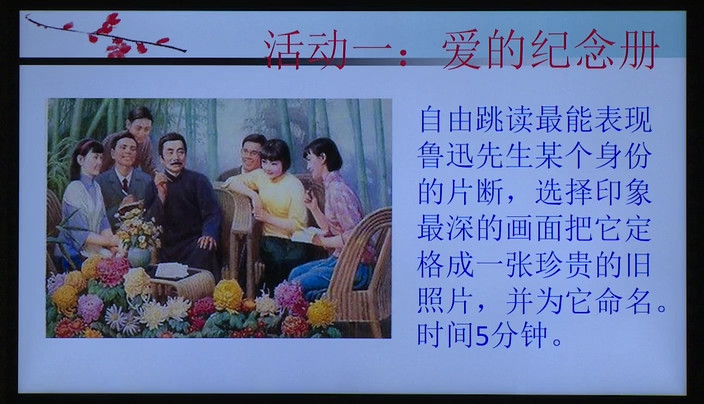 活动一：爱的纪念册
自由跳读最能表现
鲁迅先生某个身份
的片断，选择印象
最深的画面把它定
格成一张珍贵的旧
照片，并为它命名。
时间5分钟。